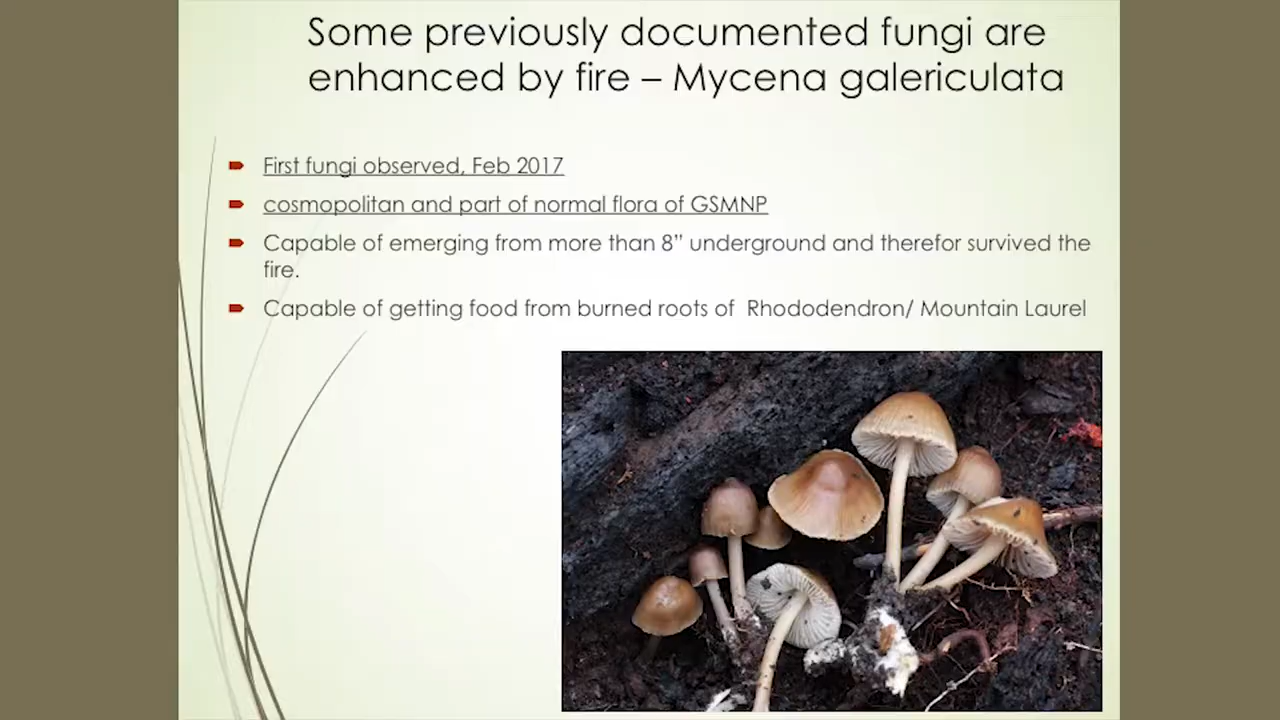 Some previously documented fungi are
enhanced by fire – Mycena galericulata
First fungi observed, Feb 2017
cosmopolitan and part of normal flora of GSMNP
Capable of emerging from more than 8” underground and therefor survived the
fire.
Capable of getting food from burned roots of Rhododendron/ Mountain Laurel